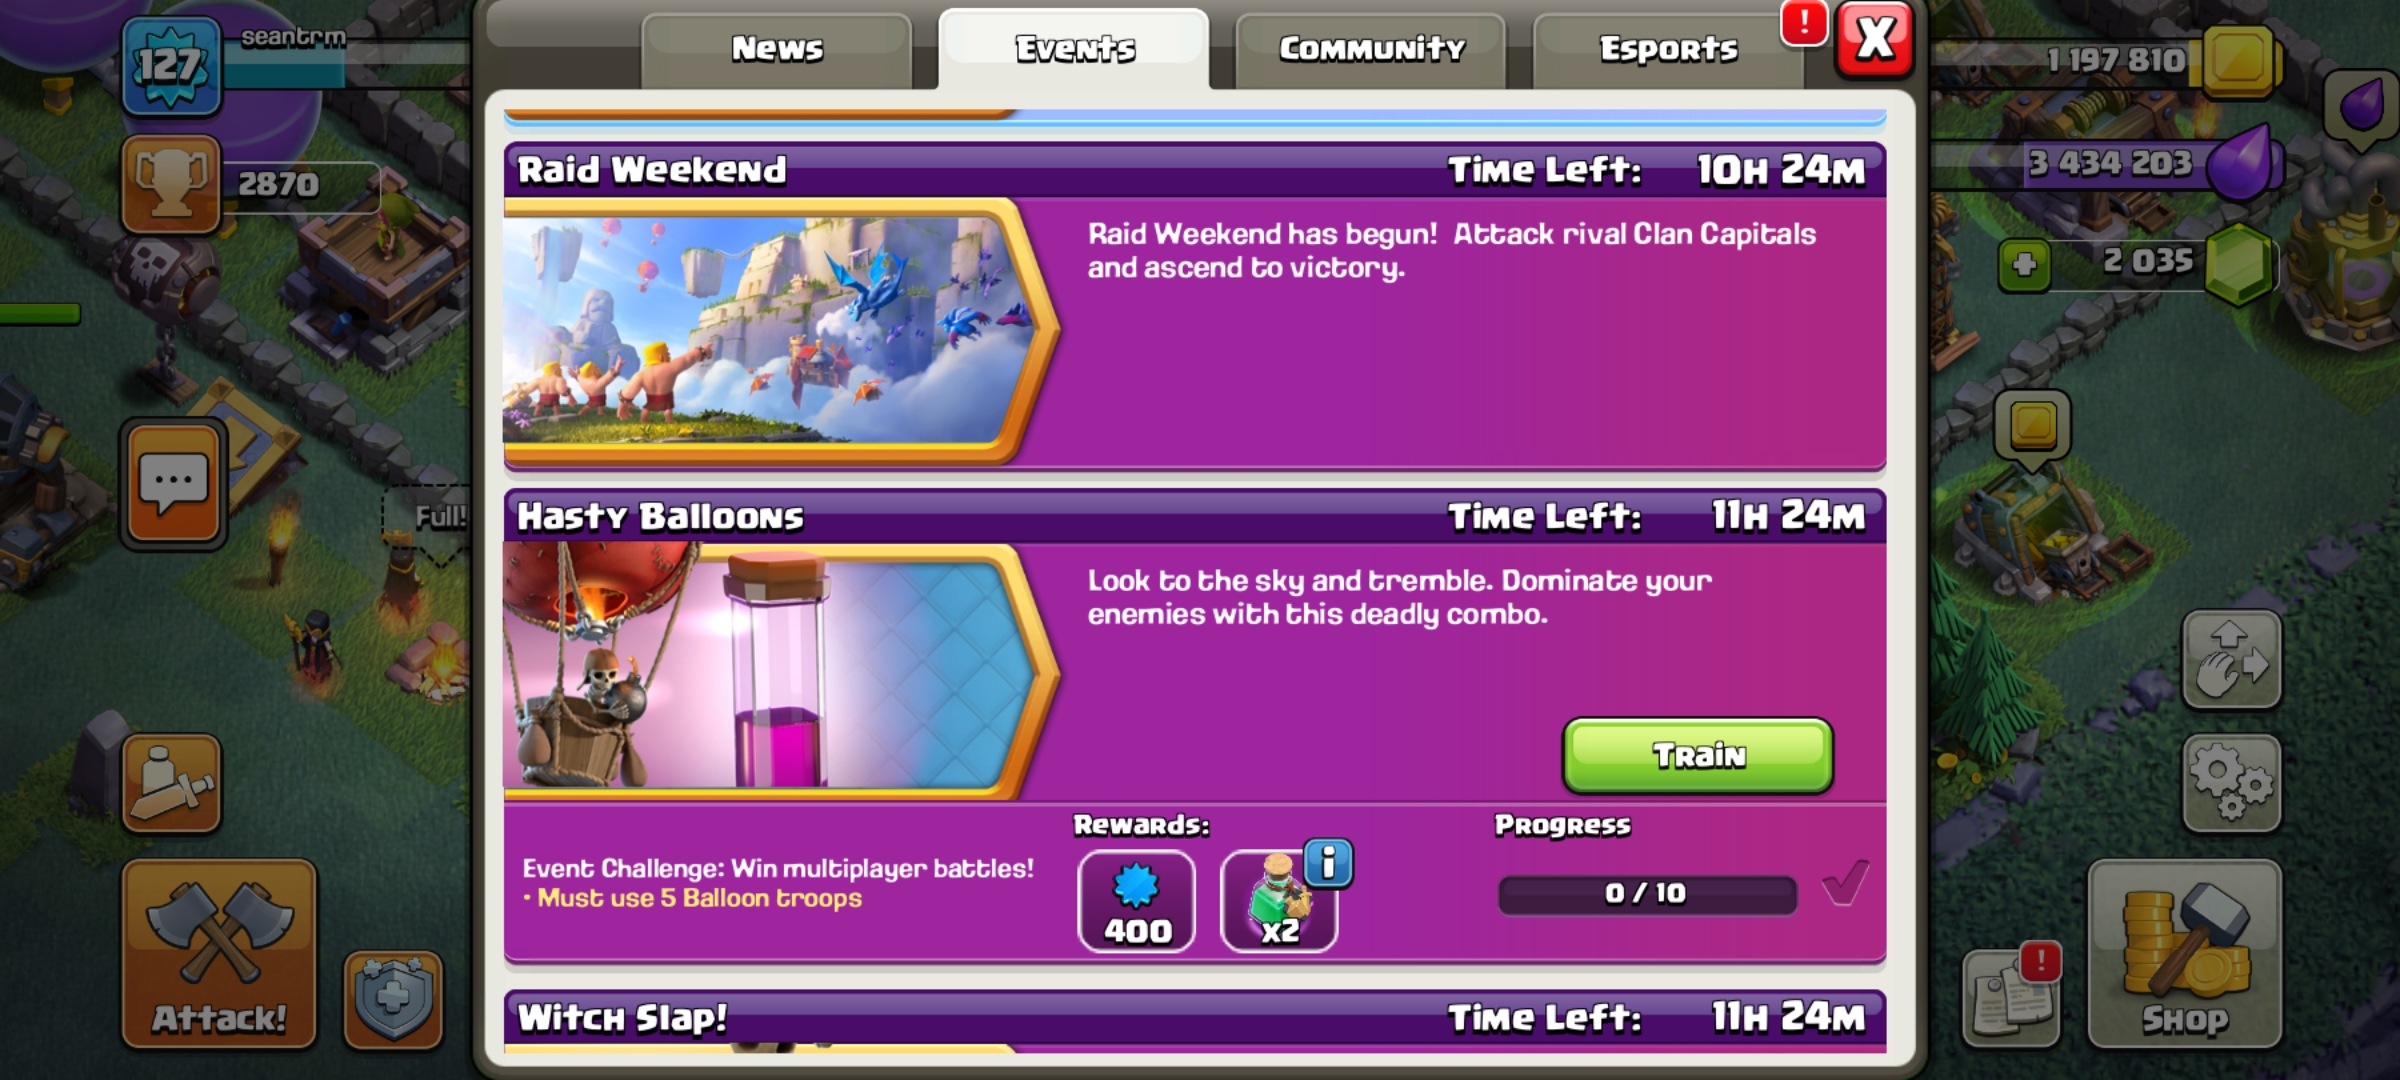 127
seantrm
2870
Full!
Attack!
News
Events
Community
Esports
!
X
1 197 810
3 434 203
2 035
Raid Weekend
Time Left: 10H 24M
Raid Weekend has begun! Attack rival Clan Capitals
and ascend to victory.
Hasty Balloons
Time Left: 11H 24M
Look to the sky and tremble. Dominate your
enemies with this deadly combo.
Train
Event Challenge: Win multiplayer battles!
• Must use 5 Balloon troops
Rewards:
400
x2
i
Progress
0 / 10
Witch Slap!
Time Left: 11H 24M
!
Shop